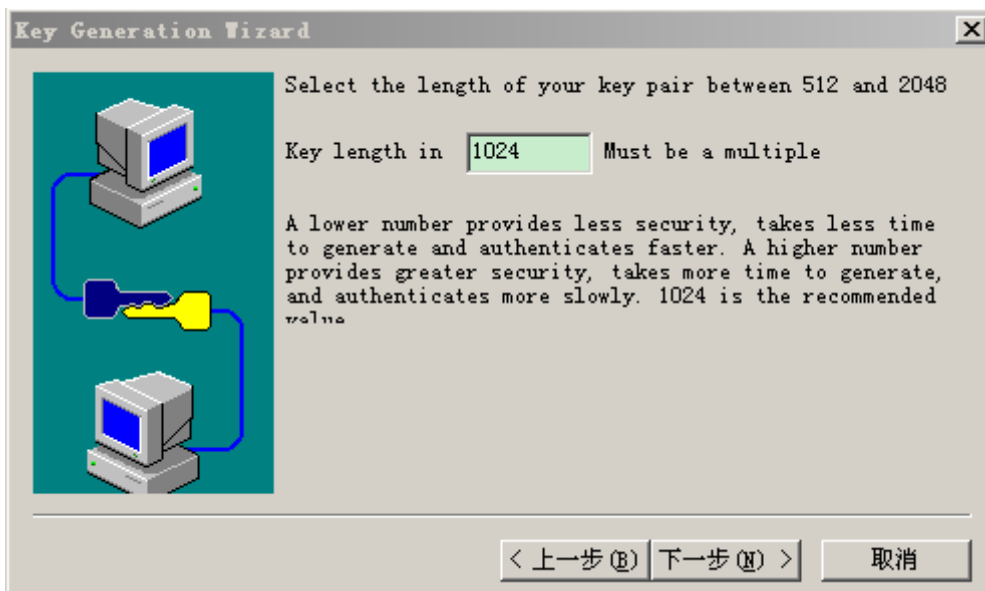 Key Generation Wizard
Select the length of your key pair between 512 and 2048
Key length in 1024 Must be a multiple
A lower number provides less security, takes less time
to generate and authenticates faster. A higher number
provides greater security, takes more time to generate,
and authenticates more slowly. 1024 is the recommended
value
< 上一步(B) 下一步(N) > 取消